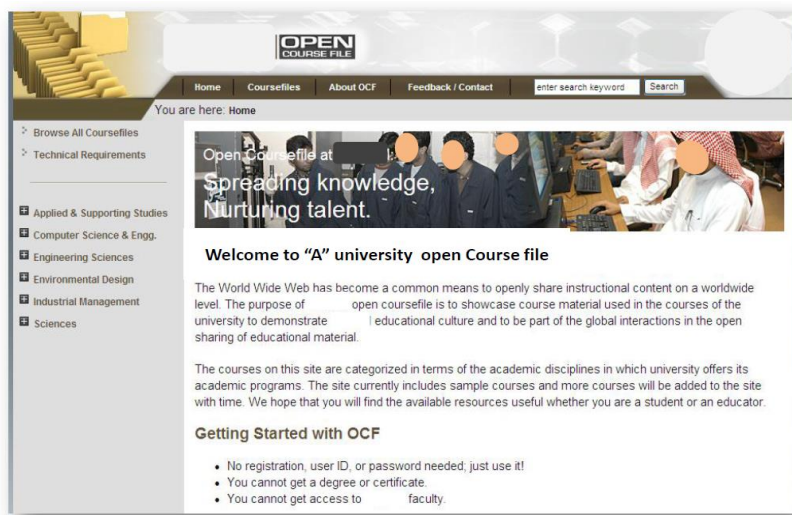 OPEN
COURSE FILE
Home Coursefiles About OCF Feedback / Contact enter search keyword Search
You are here: Home
Browse All Coursefiles
Technical Requirements
Applied & Supporting Studies
Computer Science & Engg.
Engineering Sciences
Environmental Design
Industrial Management
Sciences
Open Coursefile at
Spreading knowledge,
Nurturing talent.
Welcome to “A” university open Course file
The World Wide Web has become a common means to openly share instructional content on a worldwide
level. The purpose of open coursefile is to showcase course material used in the courses of the
university to demonstrate educational culture and to be part of the global interactions in the open
sharing of educational material.
The courses on this site are categorized in terms of the academic disciplines in which university offers its
academic programs. The site currently includes sample courses and more courses will be added to the site
with time. We hope that you will find the available resources useful whether you are a student or an educator.
Getting Started with OCF
No registration, user ID, or password needed; just use it!
You cannot get a degree or certificate.
You cannot get access to faculty.